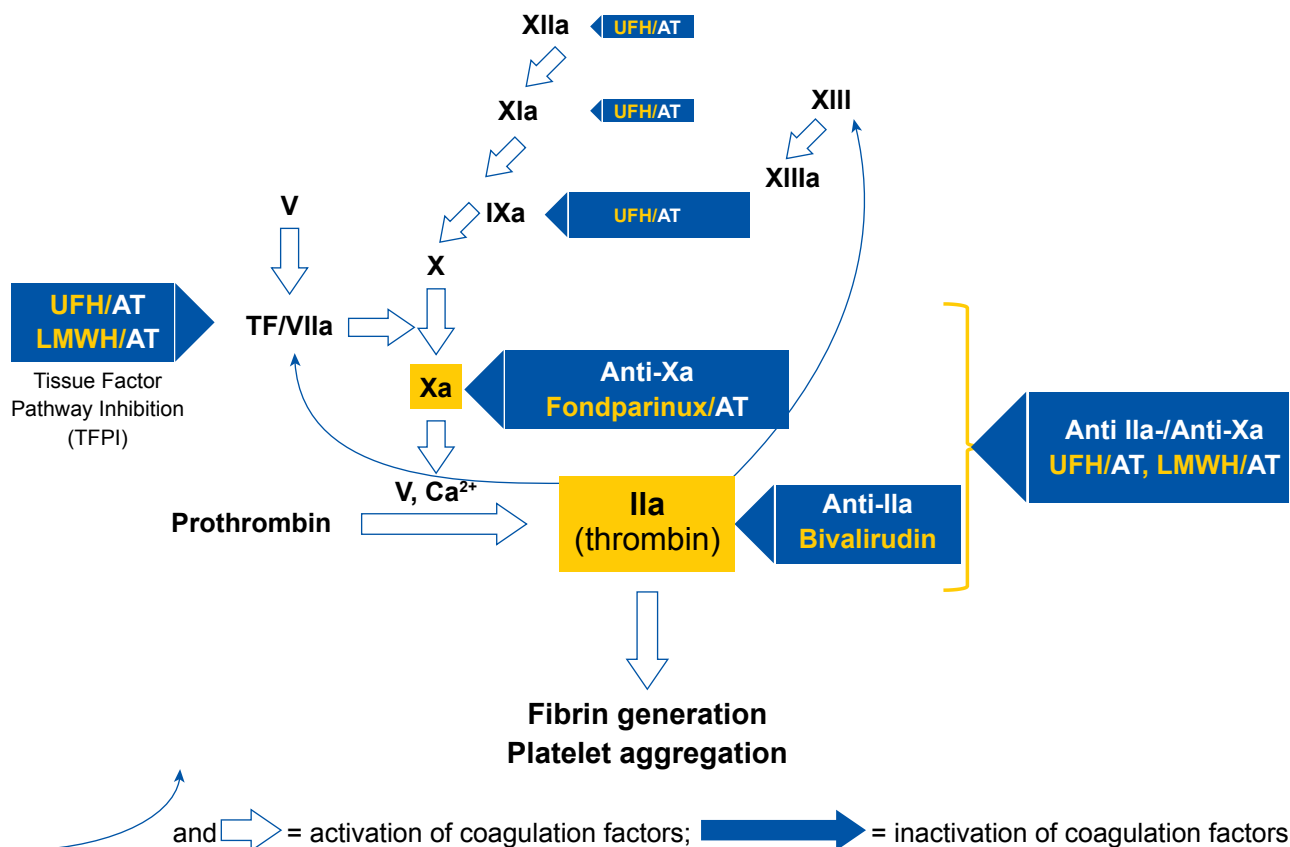 XIIa
UFH/AT
XIa
UFH/AT
XIII
XIIIa
IXa
UFH/AT
V
X
UFH/AT
LMWH/AT
Tissue Factor
Pathway Inhibition
(TFPI)
TF/VIIa
Xa
Anti-Xa
Fondparinux/AT
Anti IIa-/Anti-Xa
UFH/AT, LMWH/AT
V, Ca²⁺
Prothrombin
IIa
(thrombin)
Anti-IIa
Bivalirudin
Fibrin generation
Platelet aggregation
and = activation of coagulation factors; = inactivation of coagulation factors